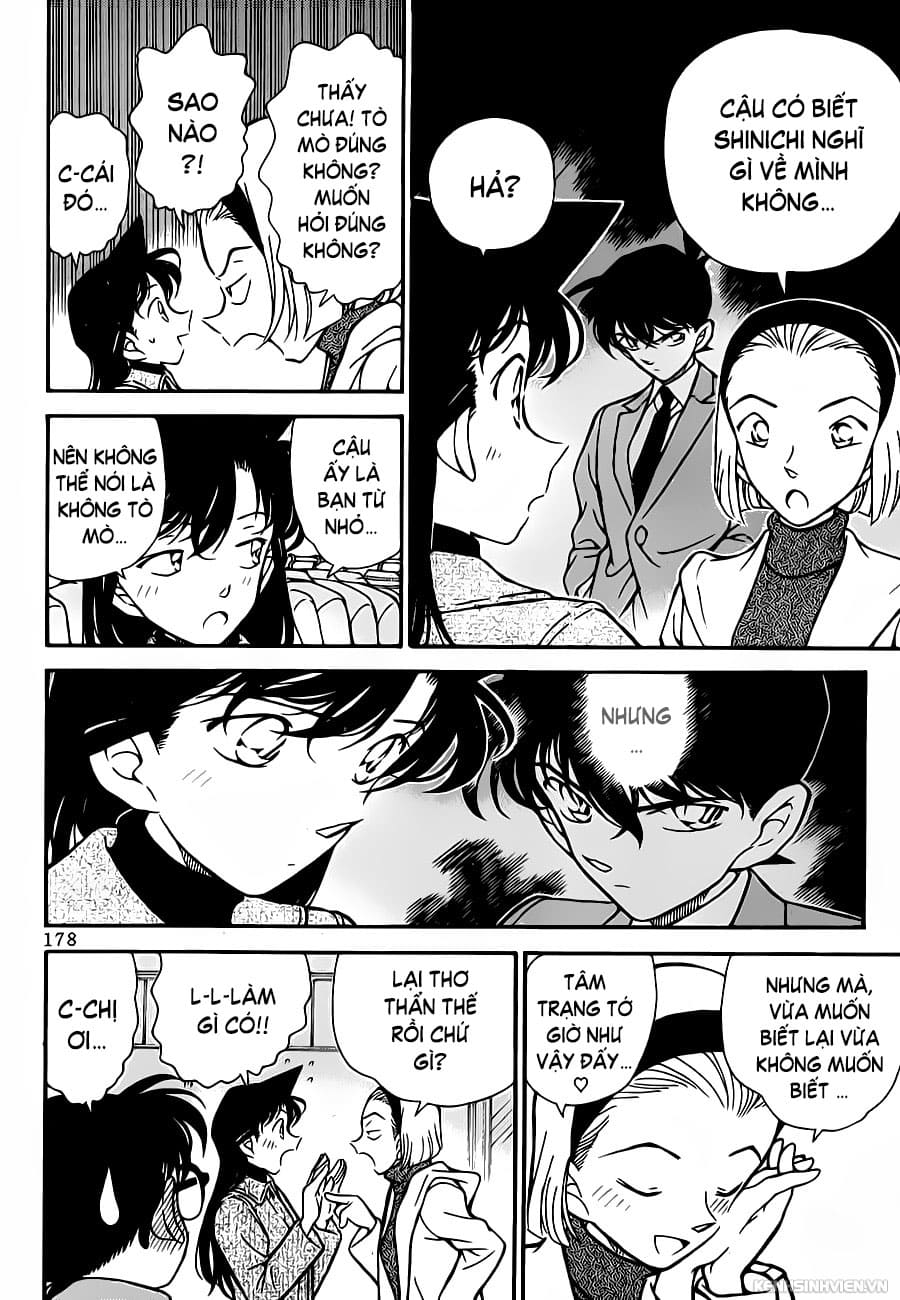 CẬU CÓ BIẾT
SHINICHI NGHĨ
GÌ VỀ MÌNH
KHÔNG...
HẢ?
THẤY
CHƯA! TÒ
MÒ ĐÚNG
KHÔNG?
MUỐN
HỎI ĐÚNG
KHÔNG?
SAO
NÀO
?!
C-CÁI
ĐÓ...
CẬU
ẤY LÀ
BẠN TỪ
NHỎ...
NÊN KHÔNG
THỂ NÓI LÀ
KHÔNG TÒ
MÒ...
NHƯNG
...
178
NHƯNG MÀ,
VỪA MUỐN
BIẾT LẠI VỪA
KHÔNG MUỐN
BIẾT ...
TÂM
TRẠNG TỚ
GIỜ NHƯ
VẬY ĐẤY...
♡
LẠI THƠ
THẨN THẾ
RỒI CHỨ
GÌ?
L-L-LÀM
GÌ CÓ!!
C-CHỊ
ƠI...
KENHSINHVIEN.VN